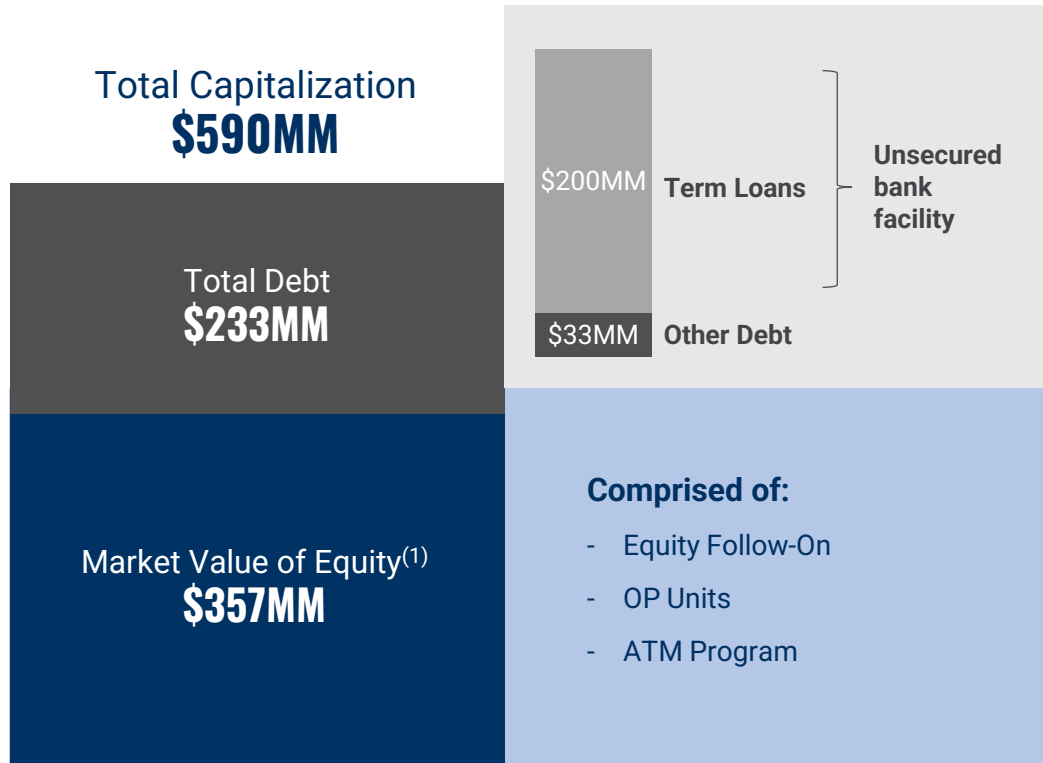 Total Capitalization
$590MM
Total Debt
$233MM
Market Value of Equity(1)
$357MM
$200MM
Term Loans
Unsecured
bank
facility
$33MM
Other Debt
Comprised of:
- Equity Follow-On
- OP Units
- ATM Program